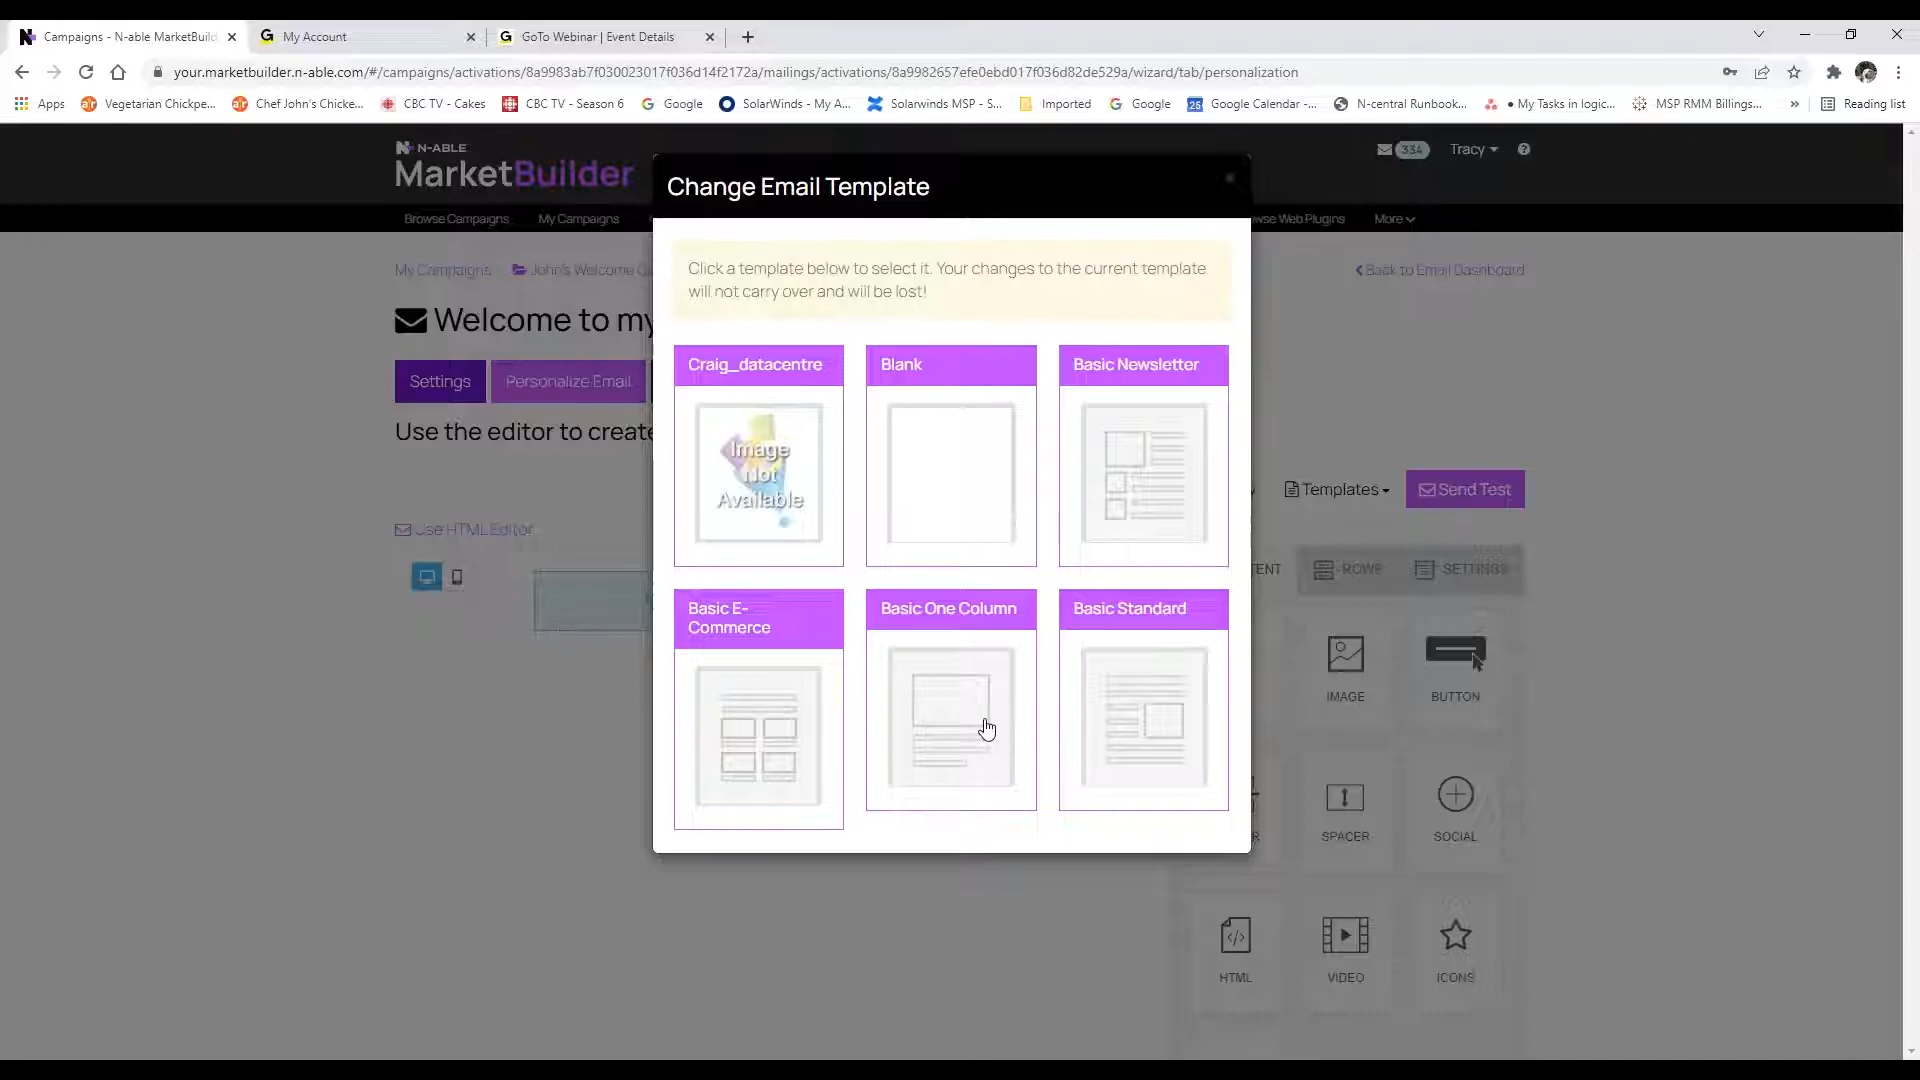 Campaigns - N-able MarketBuild
My Account
GoTo Webinar | Event Details
your.marketbuilder.n-able.com/#/campaigns/activations/8a9983ab7f030023017f036d14f2172a/mailings/activations/8a9982657efe0ebd017f036d82de529a/wizard/tab/personalization
Apps
Vegetarian Chickpe...
Chef John's Chicke...
CBC TV - Cakes
CBC TV - Season 6
Google
SolarWinds - My A...
Solarwinds MSP - S...
Imported
Google
Google Calendar -...
N-central Runbook...
• My Tasks in logic...
MSP RMM Billings...
»
Reading list
N-ABLE
MarketBuilder
334
Tracy
Browse Campaigns
My Campaigns
wse Web Plugins
More
Change Email Template
Click a template below to select it. Your changes to the current template
will not carry over and will be lost!
My Campaigns
John's Welcome C
Back to Email Dashboard
Welcome to my
Settings
Personalize Email
Use the editor to create
Templates
Send Test
Use HTML Editor
Craig_datacentre
Image
Not
Available
Blank
Basic Newsletter
Basic E-
Commerce
Basic One Column
Basic Standard
ENT
ROWS
SETTINGS
IMAGE
BUTTON
R
SPACER
SOCIAL
HTML
VIDEO
ICONS